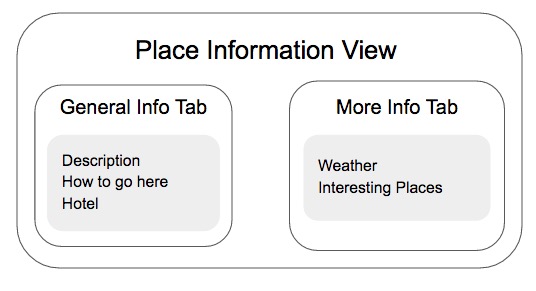 Place Information View
General Info Tab
Description
How to go here
Hotel
More Info Tab
Weather
Interesting Places